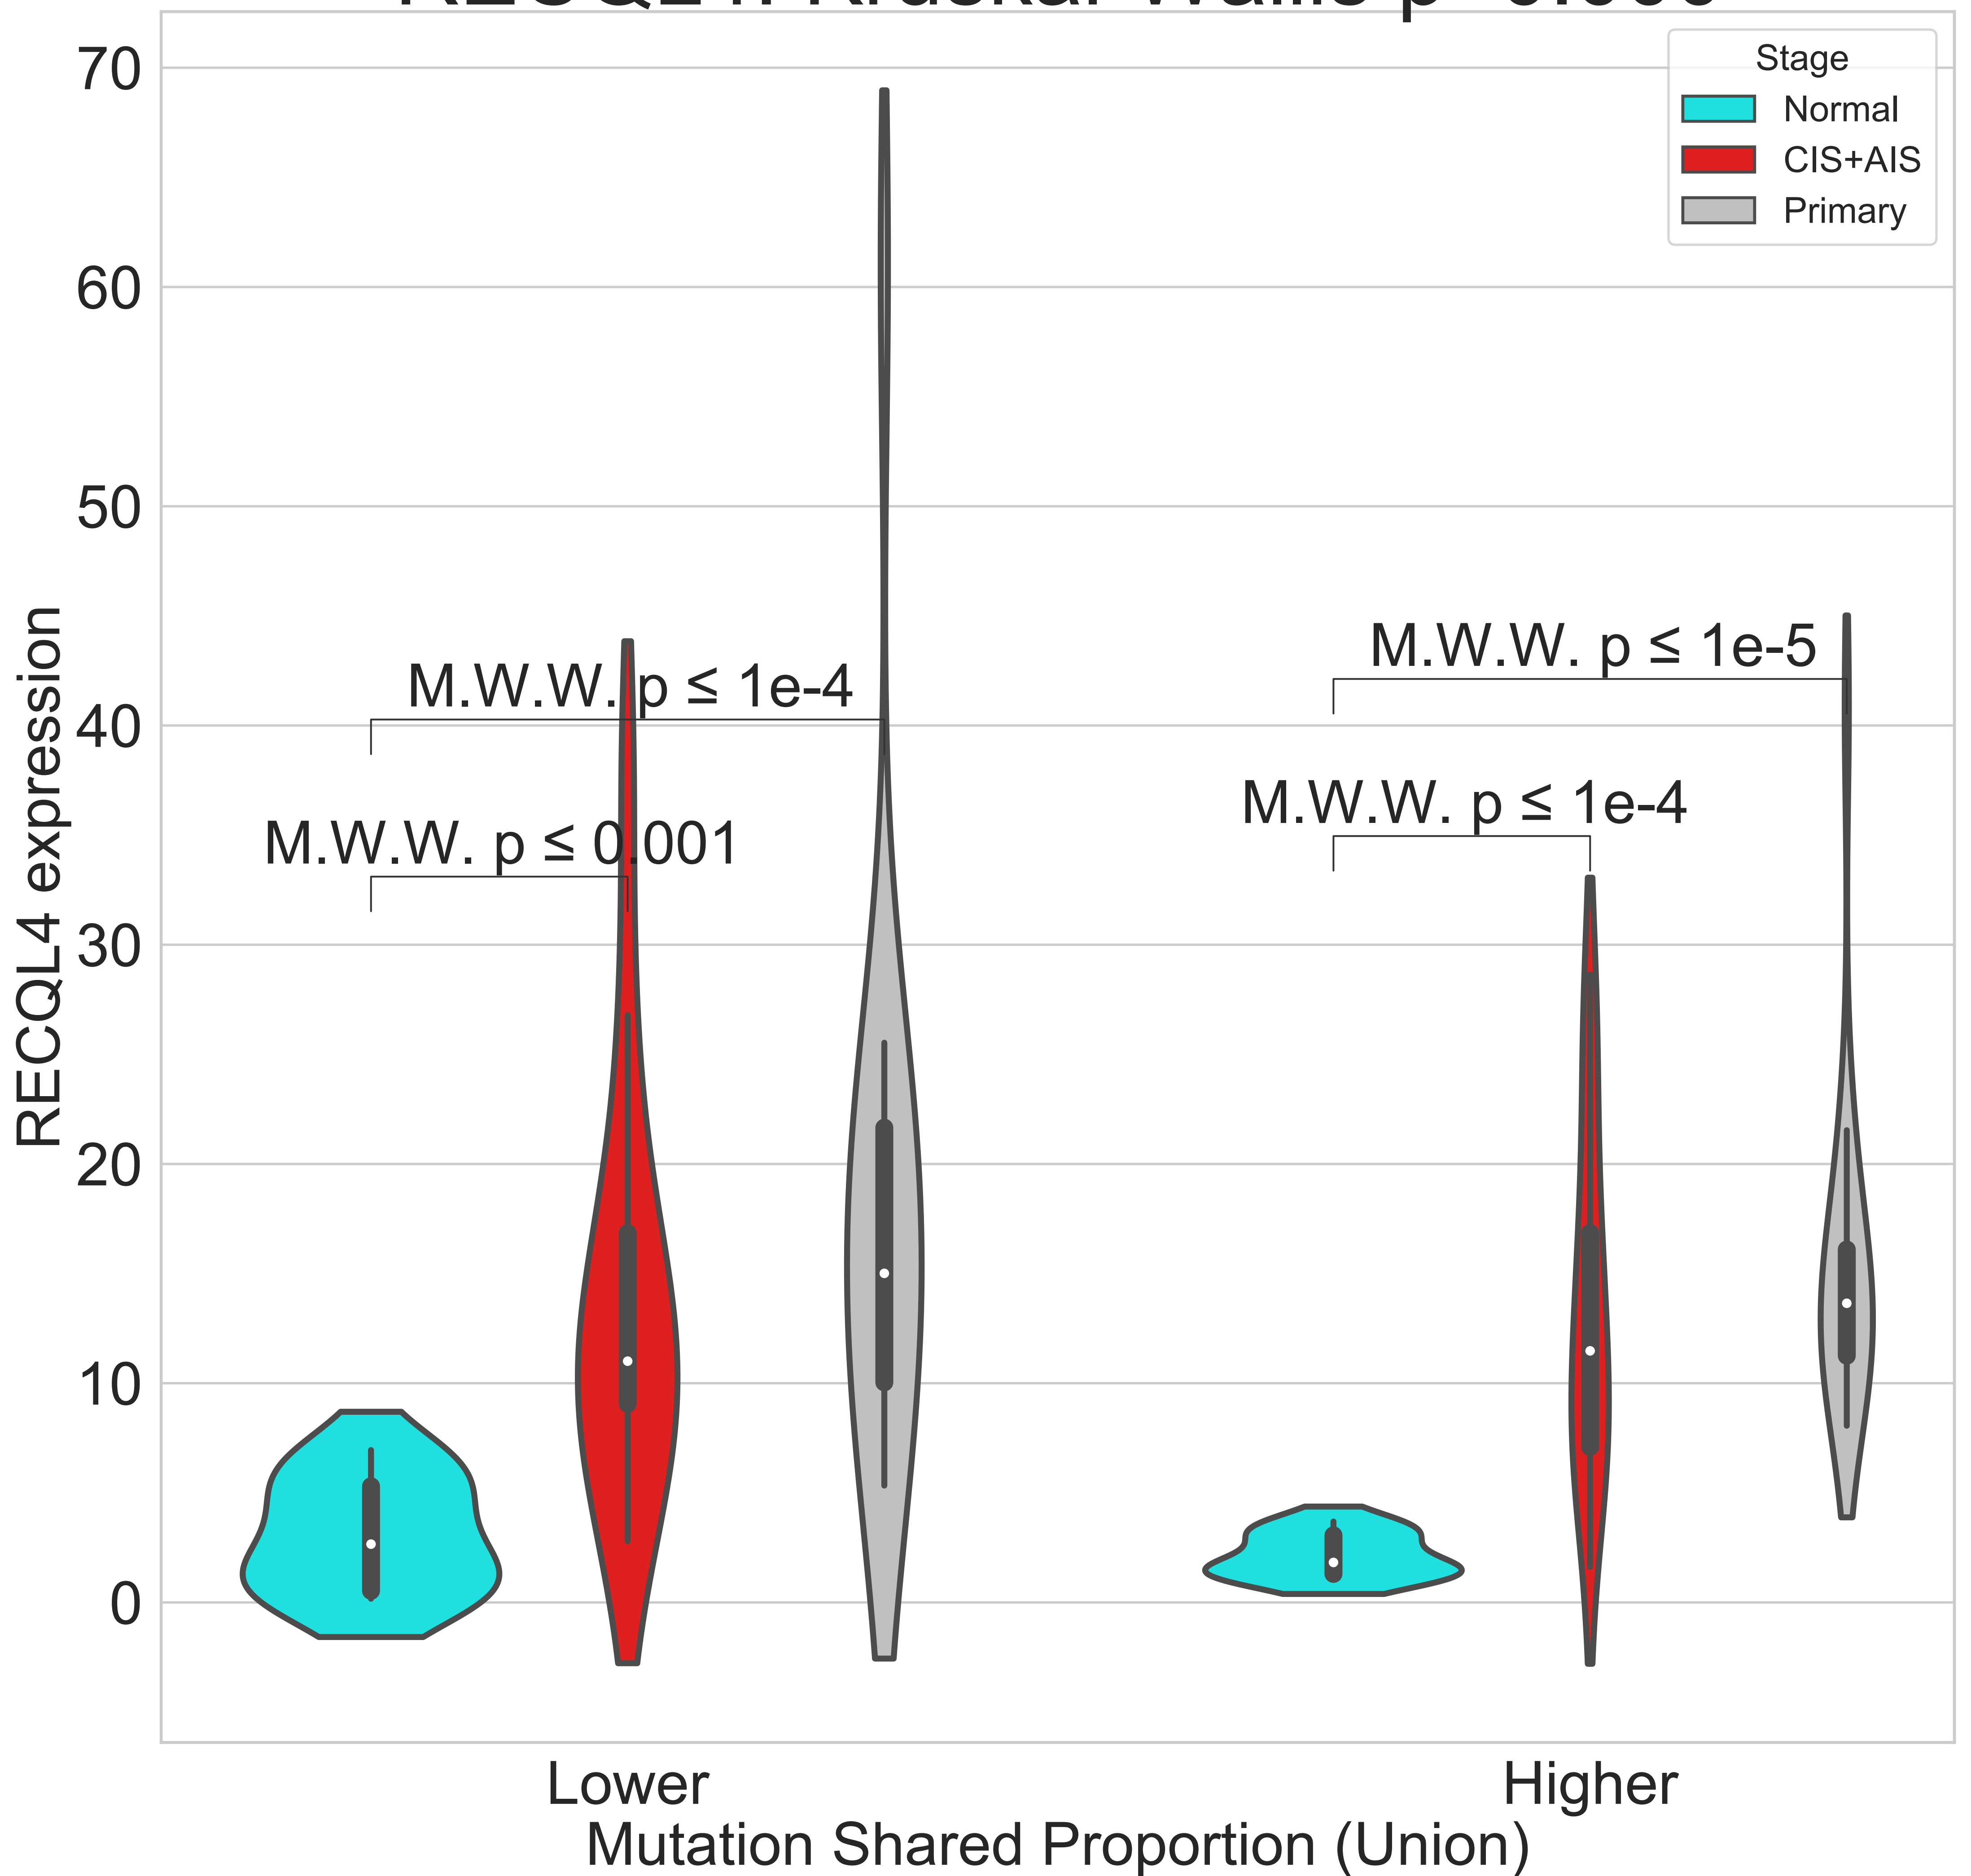 70
60
50
40
30
20
10
0
RECQL4 expression
Stage
Normal
CIS+AIS
Primary
M.W.W. p ≤ 1e-4
M.W.W. p ≤ 0.001
M.W.W. p ≤ 1e-5
M.W.W. p ≤ 1e-4
Lower
Higher
Mutation Shared Proportion (Union)